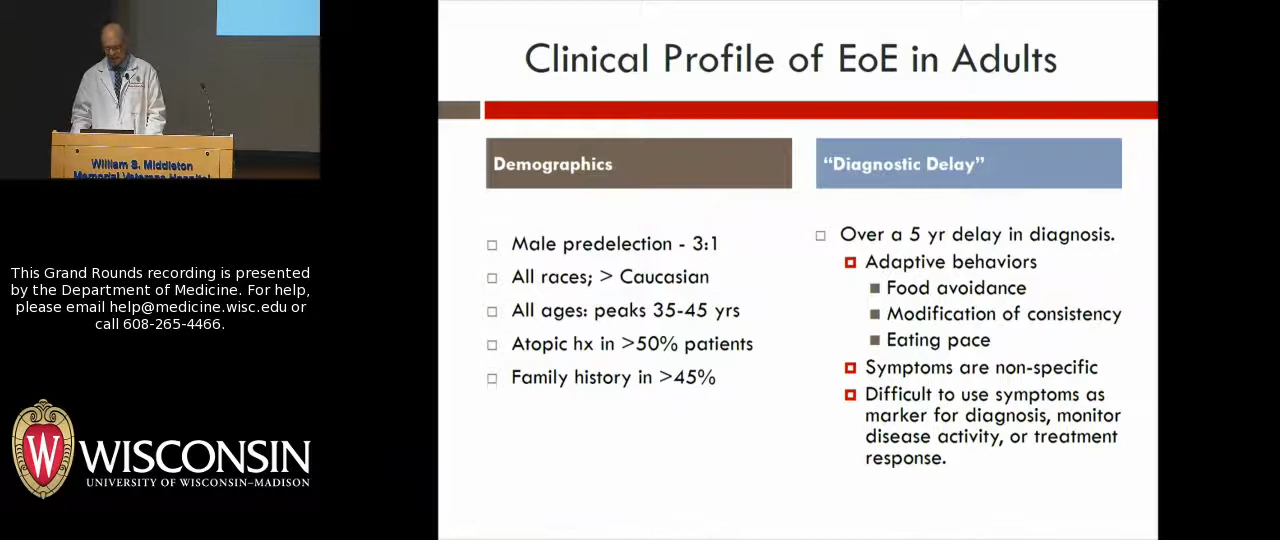 William S. Middleton
Memorial Veterans Hospital
This Grand Rounds recording is presented
by the Department of Medicine. For help,
please email help@medicine.wisc.edu or
call 608-265-4466.
W
WISCONSIN
UNIVERSITY OF WISCONSIN–MADISON
Clinical Profile of EoE in Adults
Demographics
Male predelection - 3:1
All races; > Caucasian
All ages: peaks 35-45 yrs
Atopic hx in >50% patients
Family history in >45%
“Diagnostic Delay”
Over a 5 yr delay in diagnosis.
Adaptive behaviors
Food avoidance
Modification of consistency
Eating pace
Symptoms are non-specific
Difficult to use symptoms as
marker for diagnosis, monitor
disease activity, or treatment
response.